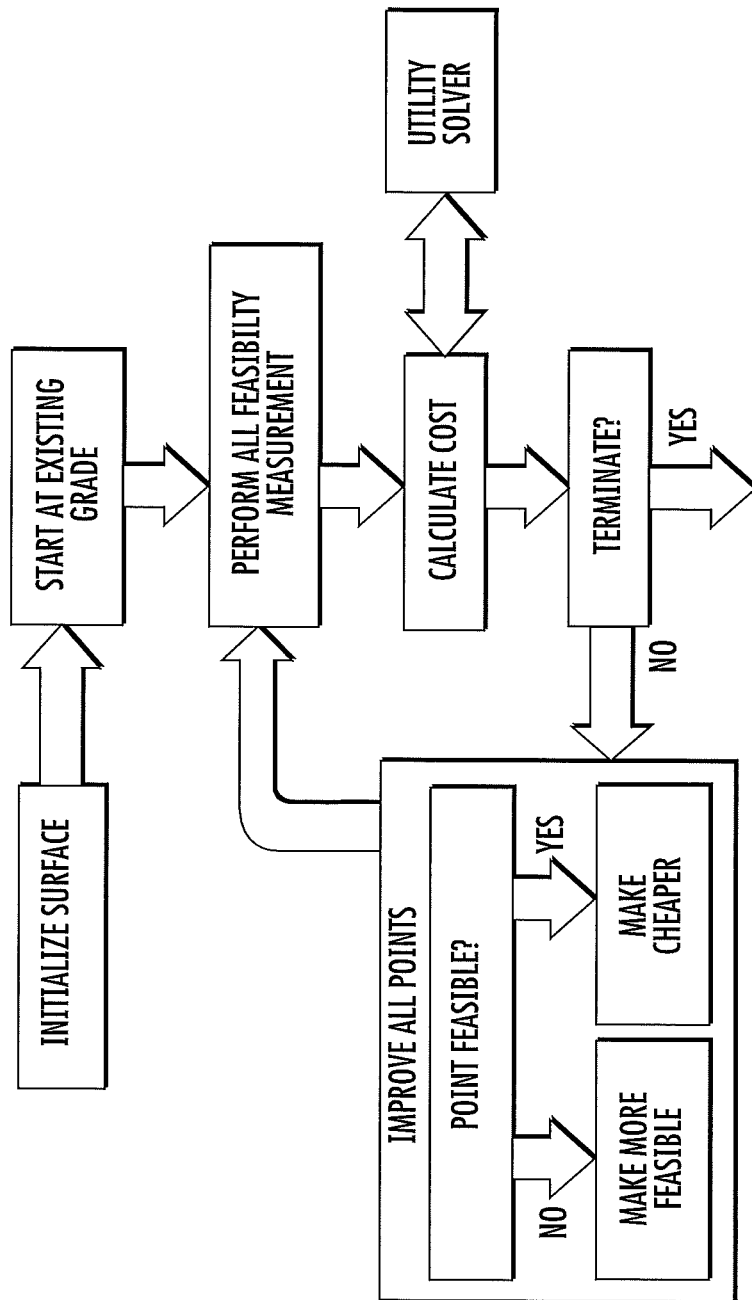 INITIALIZE SURFACE
START AT EXISTING
GRADE
PERFORM ALL FEASIBILTY
MEASUREMENT
CALCULATE COST
UTILITY
SOLVER
TERMINATE?
YES
NO
IMPROVE ALL POINTS
POINT FEASIBLE?
NO
YES
MAKE MORE
FEASIBLE
MAKE
CHEAPER